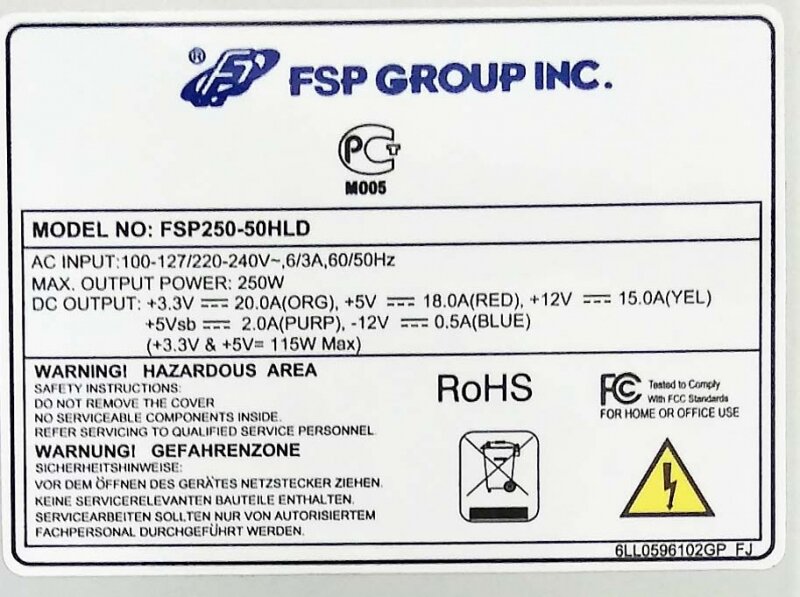 ® FSP GROUP INC.
PCT
M005
MODEL NO: FSP250-50HLD
AC INPUT:100-127/220-240V~,6/3A,60/50Hz
MAX. OUTPUT POWER: 250W
DC OUTPUT: +3.3V ⎓ 20.0A(ORG), +5V ⎓ 18.0A(RED), +12V ⎓ 15.0A(YEL)
+5Vsb ⎓ 2.0A(PURP), -12V ⎓ 0.5A(BLUE)
(+3.3V & +5V= 115W Max)
WARNING! HAZARDOUS AREA
SAFETY INSTRUCTIONS:
DO NOT REMOVE THE COVER
NO SERVICEABLE COMPONENTS INSIDE.
REFER SERVICING TO QUALIFIED SERVICE PERSONNEL
WARNUNG! GEFAHRENZONE
SICHERHEITSHINWEISE:
VOR DEM ÖFFNEN DES GERÄTES NETZSTECKER ZIEHEN.
KEINE SERVICERELEVANTEN BAUTEILE ENTHALTEN.
SERVICEARBEITEN SOLLTEN NUR VON AUTORISIERTEM
FACHPERSONAL DURCHGEFÜHRT WERDEN.
RoHS
FC Tested to Comply
With FCC Standards
FOR HOME OR OFFICE USE
6LL0596102GP FJ